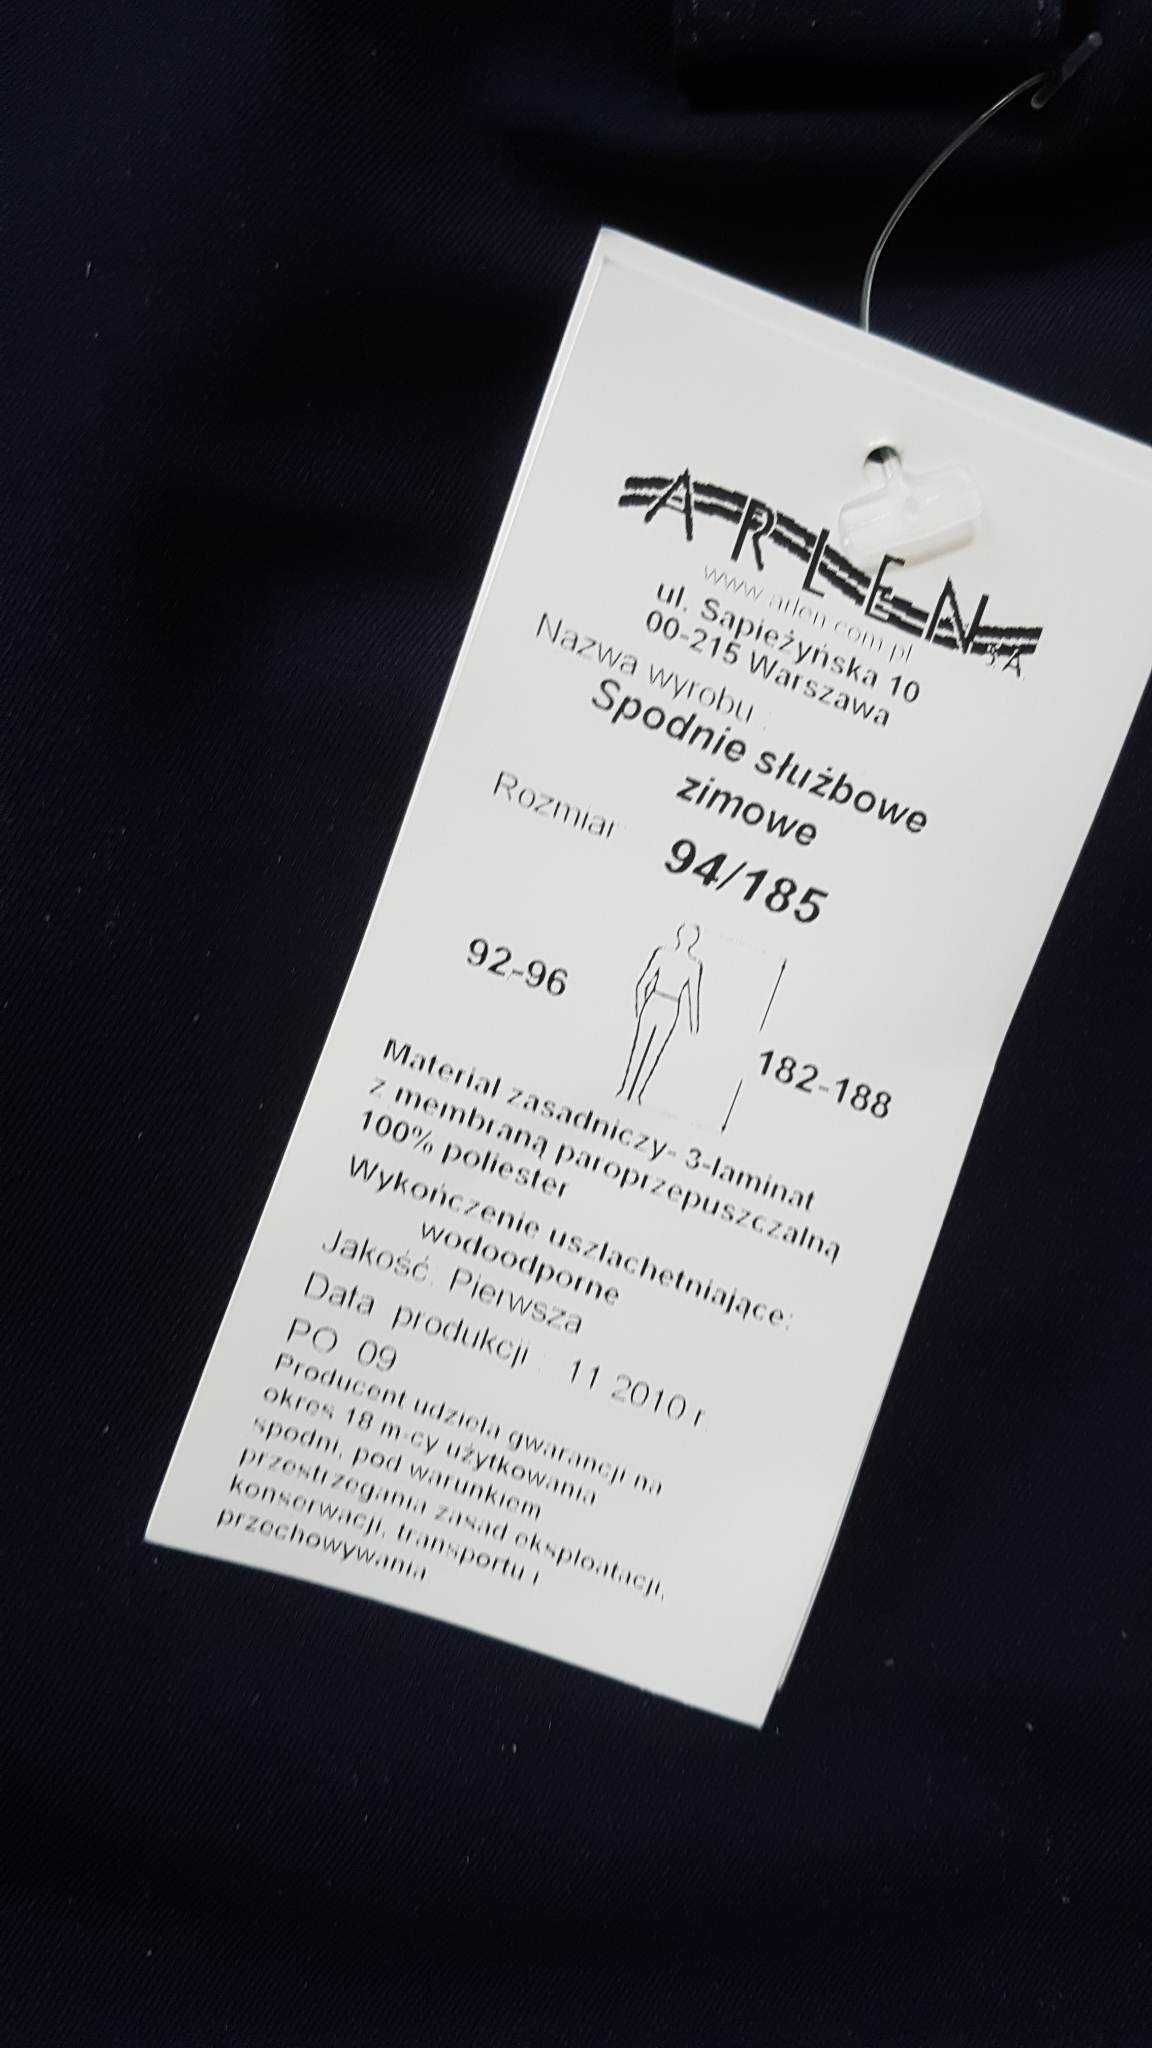 ARLEN S.A.
www.arlen.com.pl
ul. Sapieżyńska 10
00-215 Warszawa
Nazwa wyrobu :
Spodnie służbowe
zimowe
Rozmiar: 94/185
92-96
182-188
Materiał zasadniczy- 3-laminat
z membraną paroprzepuszczalną
100% poliester
Wykończenie uszlachetniające:
wodoodporne
Jakość: Pierwsza
Data produkcji : 11 2010 r.
PO 09
Producent udziela gwarancji na
okres 18 m-cy użytkowania
spodni, pod warunkiem
przestrzegania zasad eksploatacji,
konserwacji, transportu i
przechowywania